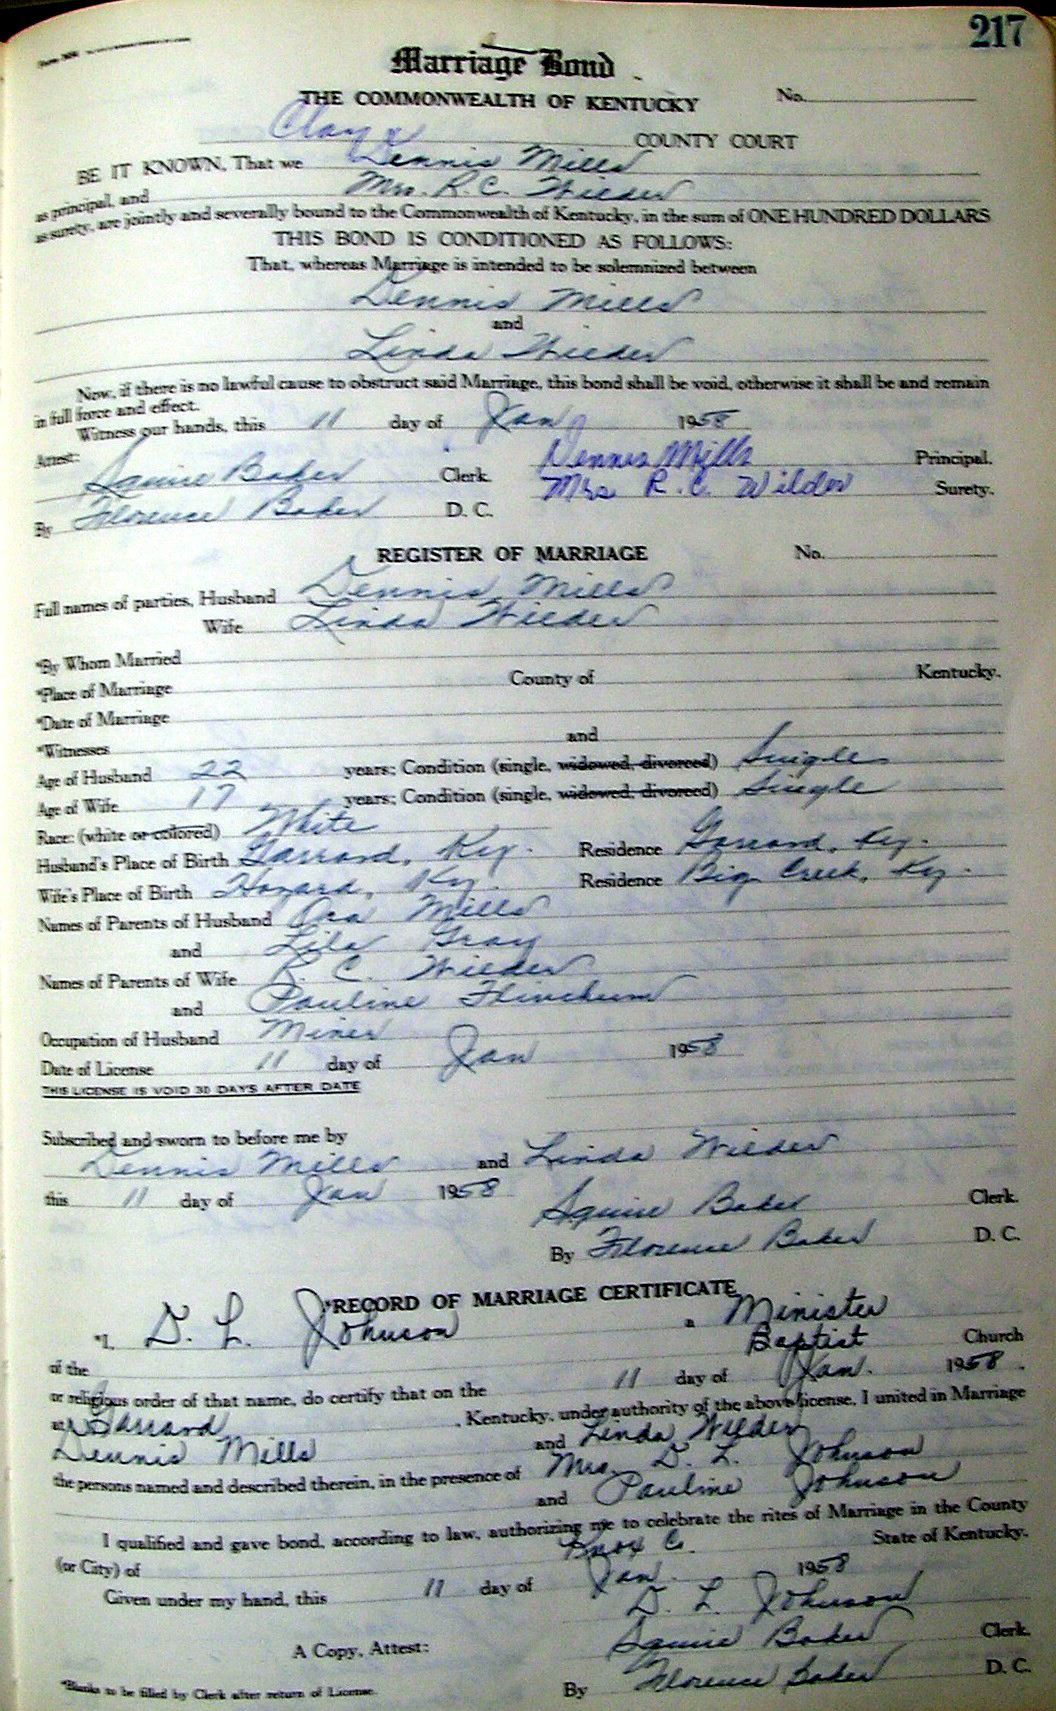 217
Marriage Bond
THE COMMONWEALTH OF KENTUCKY No.
Clay COUNTY COURT
BE IT KNOWN, That we Dennis Mills
as principal, and Mrs. R. C. Wilder
as surety, are jointly and severally bound to the Commonwealth of Kentucky, in the sum of ONE HUNDRED DOLLARS
THIS BOND IS CONDITIONED AS FOLLOWS:
That, whereas Marriage is intended to be solemnized between
Dennis Mills
and
Linda Wilder
Now, if there is no lawful cause to obstruct said Marriage, this bond shall be void, otherwise it shall be and remain
in full force and effect.
Witness our hands, this 11 day of Jan 1958
Attest:
Dennis Mills Principal.
Squire Baker Clerk. Mrs R. C. Wilder Surety.
By Florence Baker D. C.
REGISTER OF MARRIAGE No.
Full names of parties, Husband Dennis Mills
Wife Linda Wilder
*By Whom Married
*Place of Marriage County of Kentucky.
*Date of Marriage
*Witnesses and
Age of Husband 22 years; Condition (single, widowed, divorced) Single
Age of Wife 17 years; Condition (single, widowed, divorced) Single
Race: (white or colored) White
Husband's Place of Birth Garrard, Ky. Residence Garrard, Ky.
Wife's Place of Birth Hazard, Ky. Residence Big Creek, Ky.
Names of Parents of Husband Oca Mills
and Lila Gray
Names of Parents of Wife R. C. Wilder
and Pauline Flinchum
Occupation of Husband Miner
Date of License 11 day of Jan 1958
THIS LICENSE IS VOID 30 DAYS AFTER DATE
Subscribed and sworn to before me by
Dennis Mills and Linda Wilder
this 11 day of Jan 1958
Squire Baker Clerk.
By Florence Baker D. C.
*RECORD OF MARRIAGE CERTIFICATE
*I, D. L. Johnson a Minister
of the Baptist Church
or religious order of that name, do certify that on the 11 day of Jan. 1958.
at Garrard, Kentucky, under authority of the above license, I united in Marriage
Dennis Mills and Linda Wilder
the persons named and described therein, in the presence of Mrs. D. L. Johnson
and Pauline Johnson
I qualified and gave bond, according to law, authorizing me to celebrate the rites of Marriage in the County
(or City) of Knox Co. State of Kentucky.
Given under my hand, this 11 day of Jan. 1958
D. L. Johnson
A Copy, Attest: Squire Baker Clerk.
*Blanks to be filled by Clerk after return of License. By Florence Baker D. C.